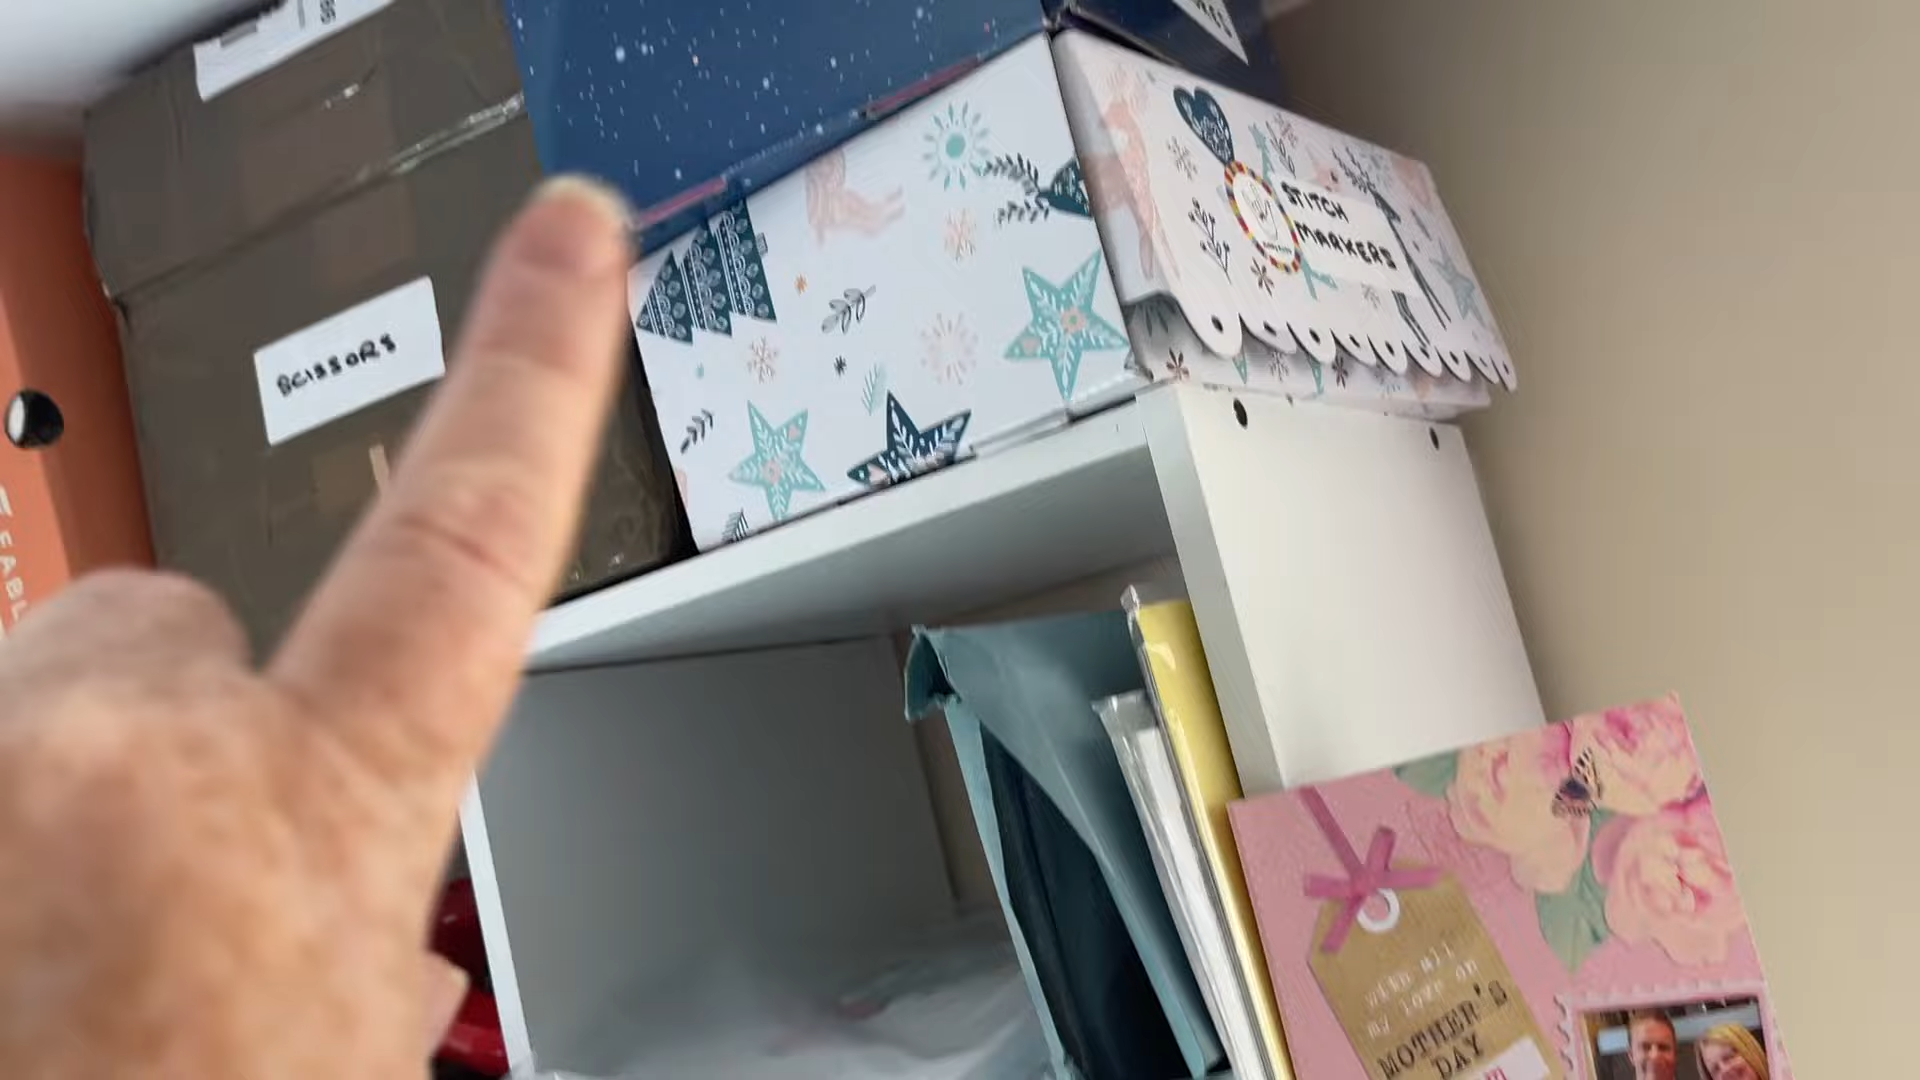 SCISSORS
STITCH
MARKERS
with all
my love on
MOTHER'S
DAY